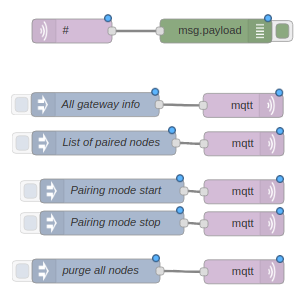 # msg.payload
All gateway info mqtt
List of paired nodes mqtt
Pairing mode start mqtt
Pairing mode stop mqtt
purge all nodes mqtt